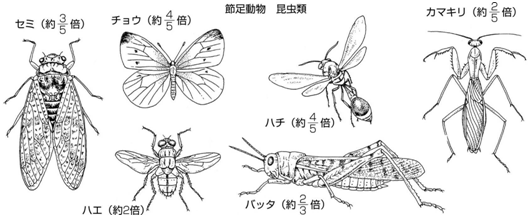 節足動物 昆虫類
セミ（約3/5倍）
チョウ（約4/5倍）
ハチ（約4/5倍）
カマキリ（約2/5倍）
ハエ（約2倍）
バッタ（約2/3倍）